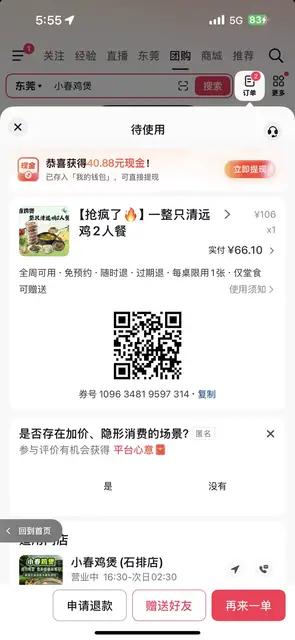 5:55
5G
83
1
关注 经验 直播 东莞 团购 商城 推荐
东莞
小春鸡煲
搜索
2
订单
更多
待使用
现金
恭喜获得40.88元现金!
已存入「我的钱包」, 可直接提现
立即提现
【抢疯了🔥】一整只清远
鸡2人餐
¥106
x1
实付 ¥66.10
全周可用 · 免预约 · 随时退 · 过期退 · 每桌限用1张 · 仅堂食
可赠送
使用须知
券号 1096 3481 9597 314 · 复制
是否存在加价、隐形消费的场景?
匿名
参与评价有机会获得 平台心意
是
没有
回到首页
适用门店
小春鸡煲
小春鸡煲 (石排店)
营业中 16:30-次日02:30
申请退款
赠送好友
再来一单